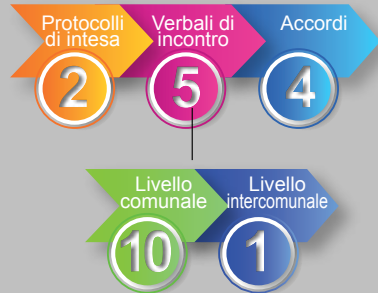 Protocolli
di intesa
Verbali di
incontro
Accordi
2
5
4
Livello
comunale
Livello
intercomunale
10
1